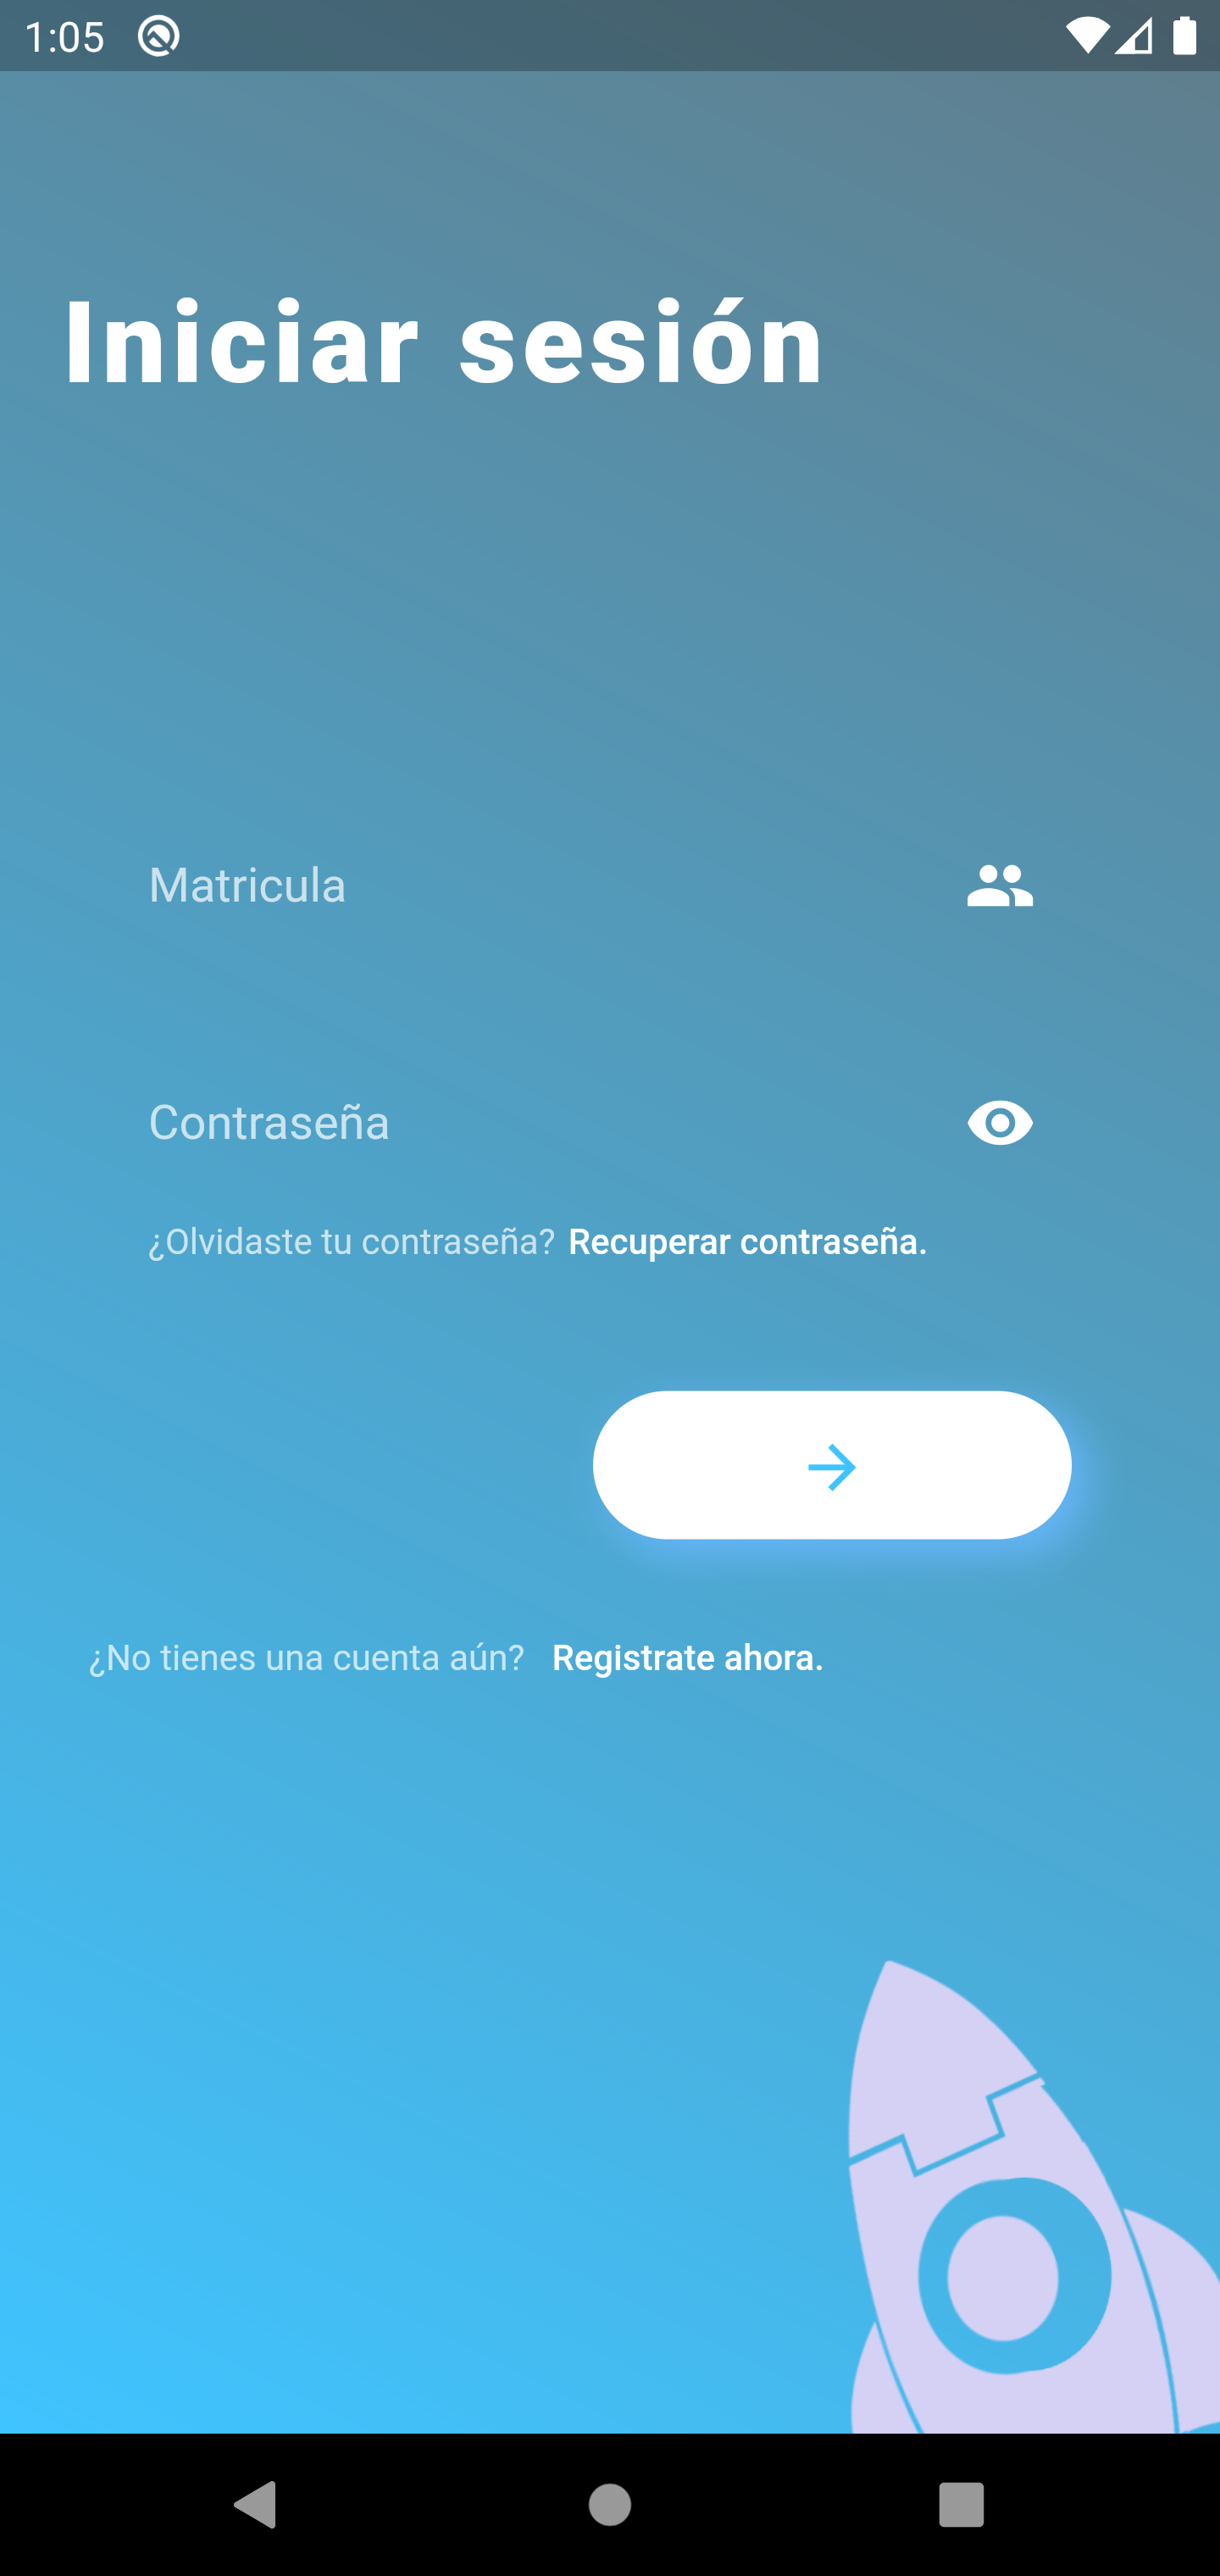 1:05
Iniciar sesión
Matricula
Contraseña
¿Olvidaste tu contraseña? Recuperar contraseña.
¿No tienes una cuenta aún? Registrate ahora.